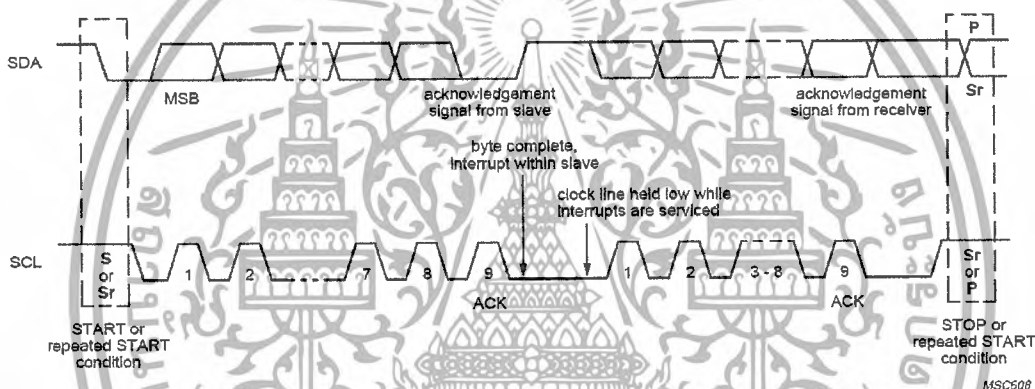 P
SDA
Sr
MSB
acknowledgement
signal from slave
acknowledgement
signal from receiver
byte complete,
interrupt within slave
clock line held low while
interrupts are serviced
SCL
S
or
Sr
1
2
7
8
9
1
2
3 - 8
9
Sr
or
P
ACK
ACK
START or
repeated START
condition
STOP or
repeated START
condition
MSC608